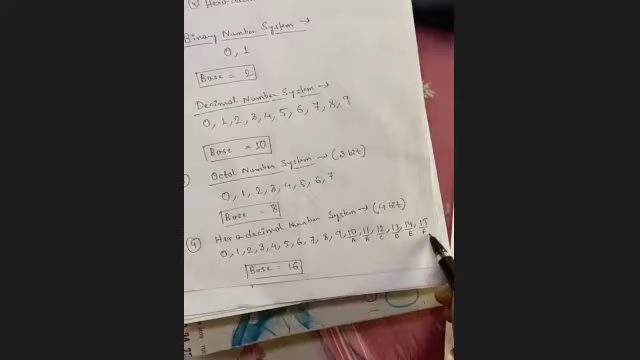 Binary Number System →
0, 1
Base = 2
Decimal Number System →
0, 1, 2, 3, 4, 5, 6, 7, 8, 9
Base = 10
Octal Number System → (3 bit)
0, 1, 2, 3, 4, 5, 6, 7
Base = 8
(4) Hexadecimal Number System → (4 bit)
0, 1, 2, 3, 4, 5, 6, 7, 8, 9, 10, 11, 12, 13, 14, 15
A B C D E F
Base = 16